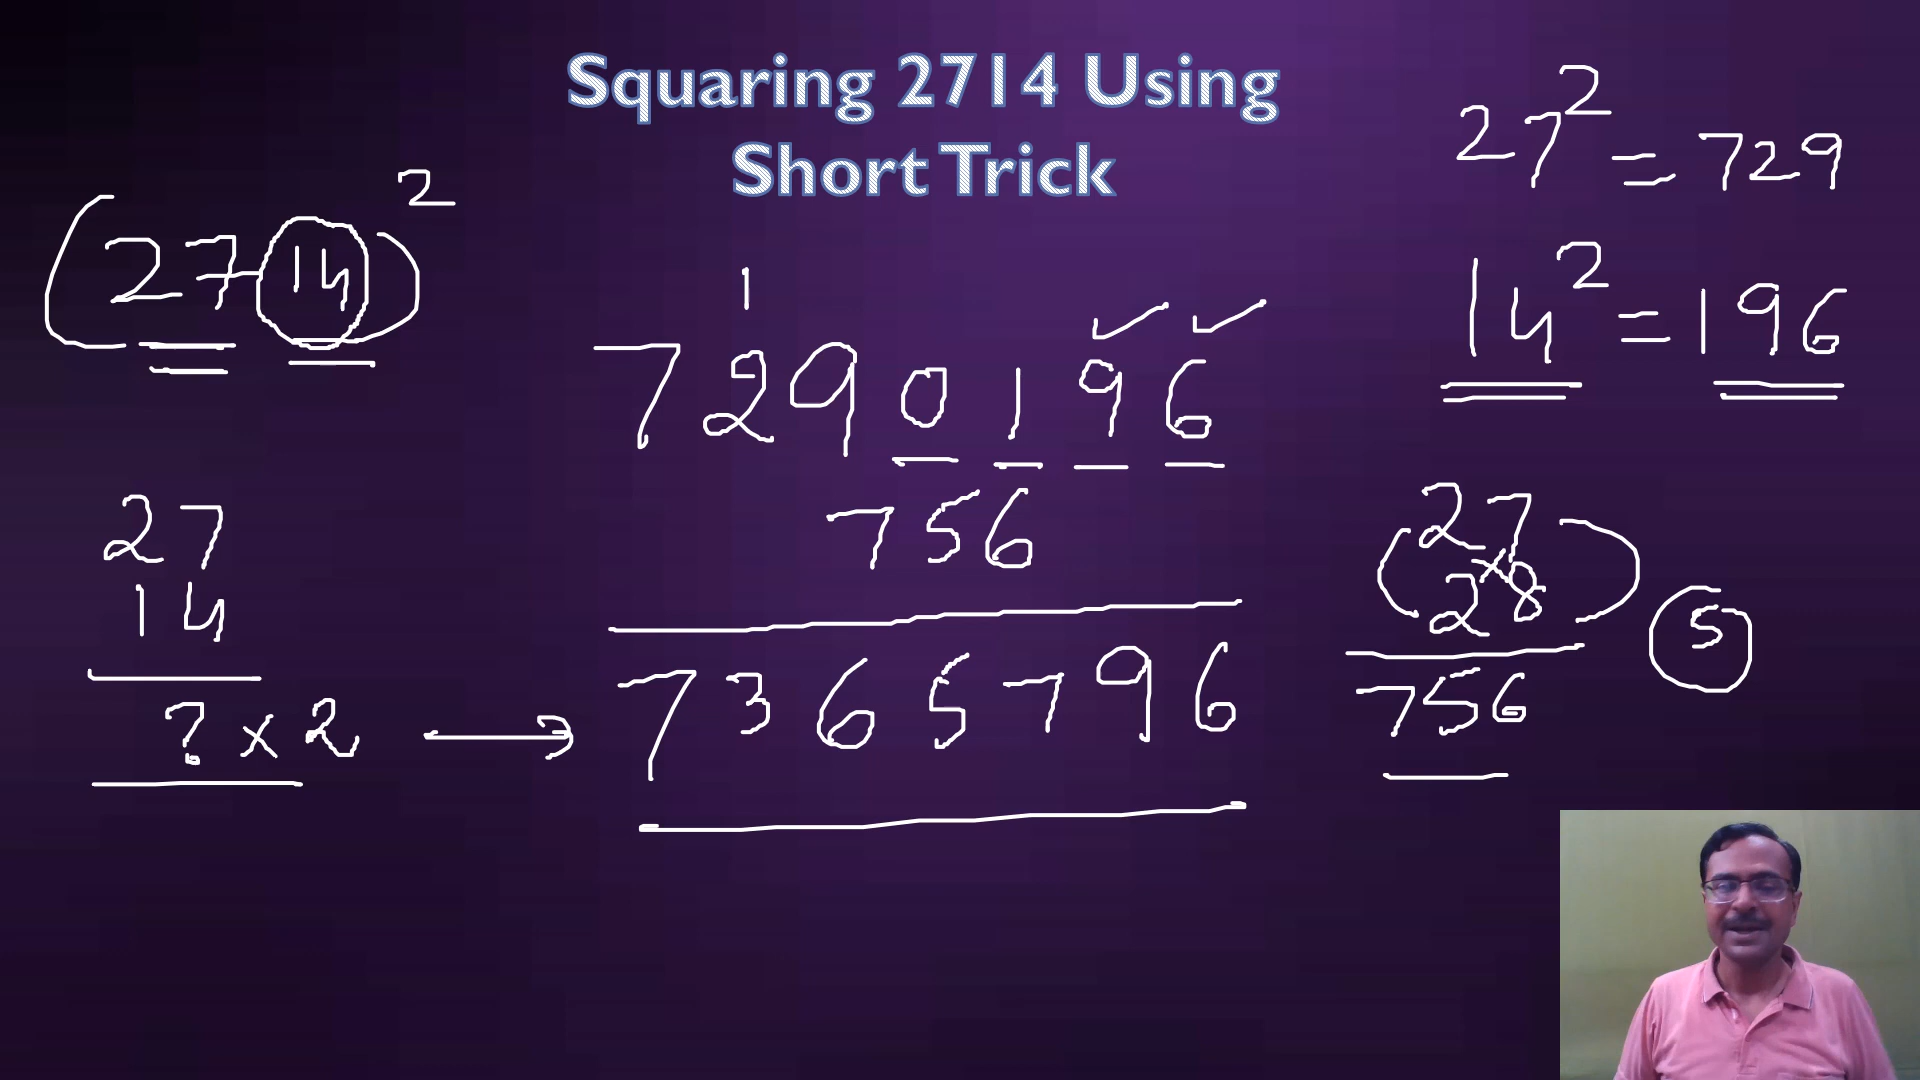 Squaring 2714 Using
Short Trick
(2714)²
27² = 729
14² = 196
1
7290196
756
7365796
27
14
? x 2 →
(27
x28)
756
5